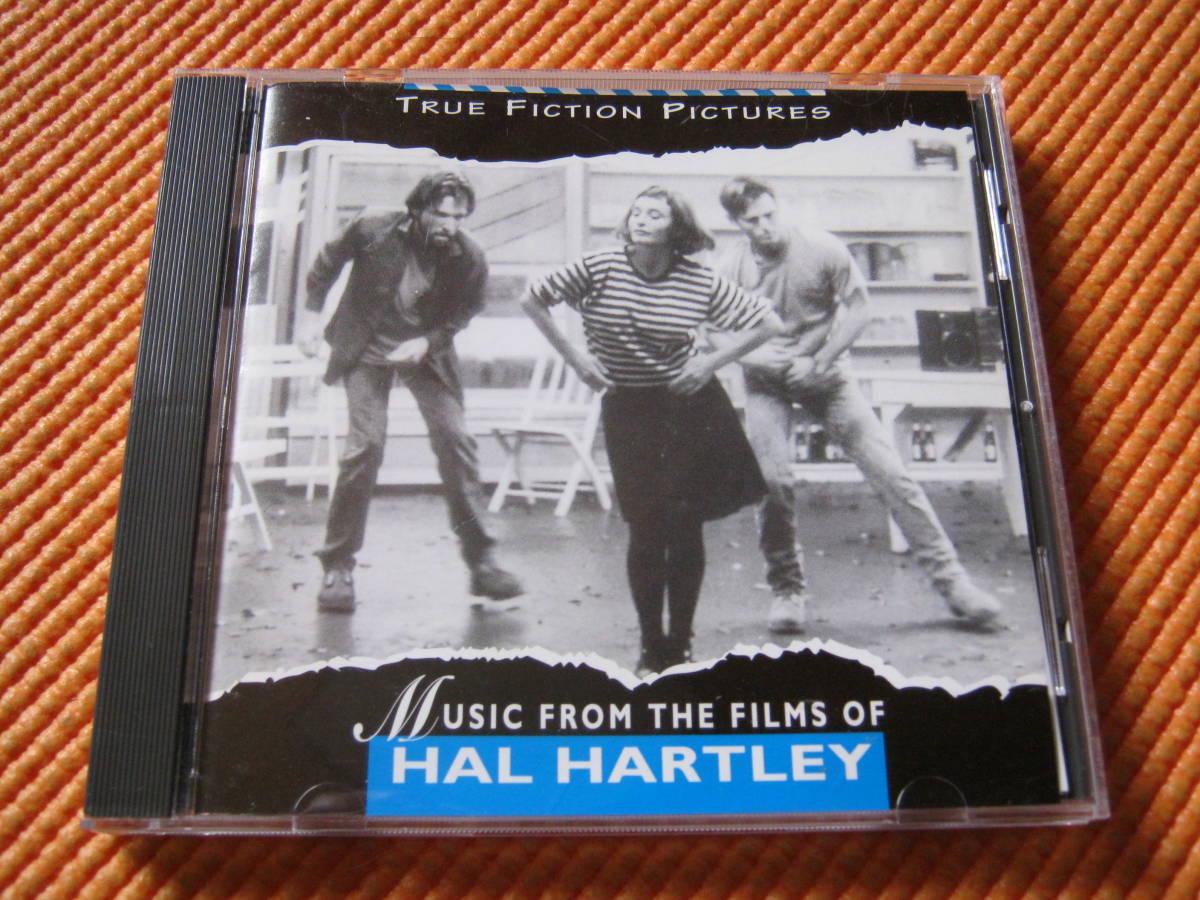 TRUE FICTION PICTURES
MUSIC FROM THE FILMS OF
HAL HARTLEY